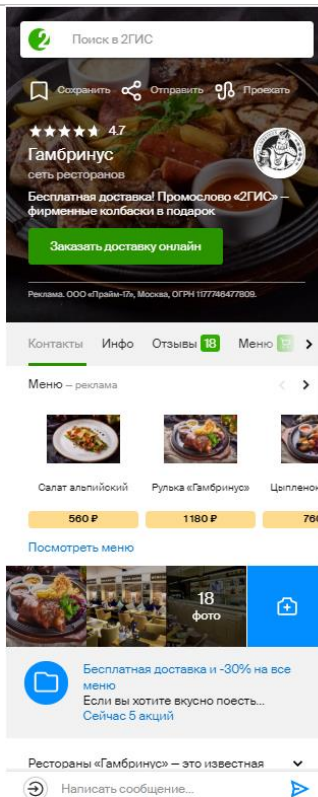 Поиск в 2ГИС
Сохранить Отправить Проехать
4.7
Гамбринус
сеть ресторанов
Бесплатная доставка! Промослово «2ГИС» —
фирменные колбаски в подарок
Заказать доставку онлайн
Реклама. ООО «Прайм-17», Москва, ОГРН 1177746477809.
Контакты Инфо Отзывы 18 Меню
Меню – реклама
Салат альпийский Рулька «Гамбринус» Цыпленок
560 ₽ 1180 ₽ 760
Посмотреть меню
18
фото
Бесплатная доставка и -30% на все
меню
Если вы хотите вкусно поесть...
Сейчас 5 акций
Рестораны «Гамбринус» — это известная
Написать сообщение...